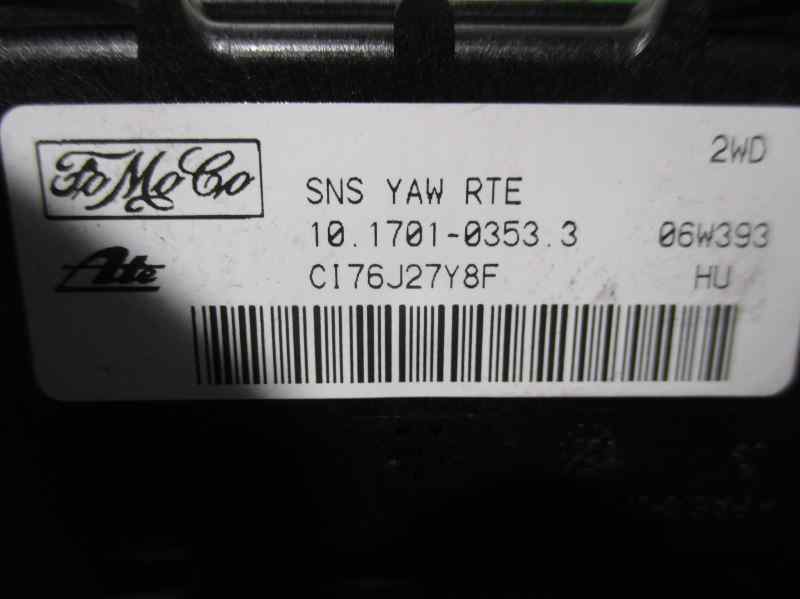 2WD
FoMoCo
SNS YAW RTE
10.1701-0353.3 06W393
Ate CI76J27Y8F HU